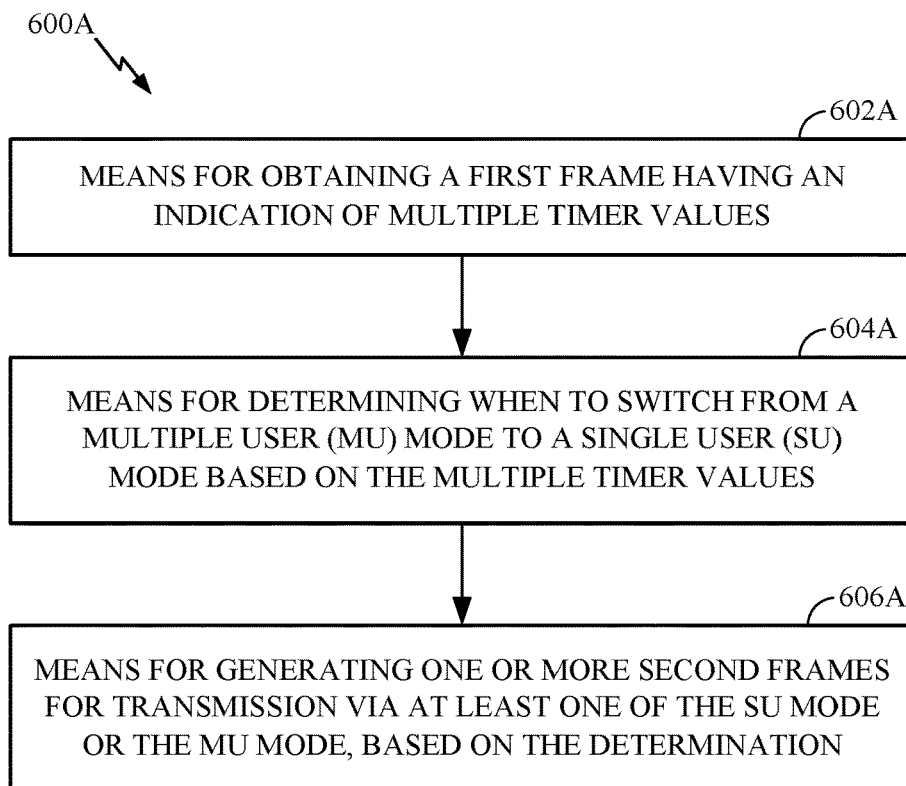 600A
602A
MEANS FOR OBTAINING A FIRST FRAME HAVING AN
INDICATION OF MULTIPLE TIMER VALUES
604A
MEANS FOR DETERMINING WHEN TO SWITCH FROM A
MULTIPLE USER (MU) MODE TO A SINGLE USER (SU)
MODE BASED ON THE MULTIPLE TIMER VALUES
606A
MEANS FOR GENERATING ONE OR MORE SECOND FRAMES
FOR TRANSMISSION VIA AT LEAST ONE OF THE SU MODE
OR THE MU MODE, BASED ON THE DETERMINATION